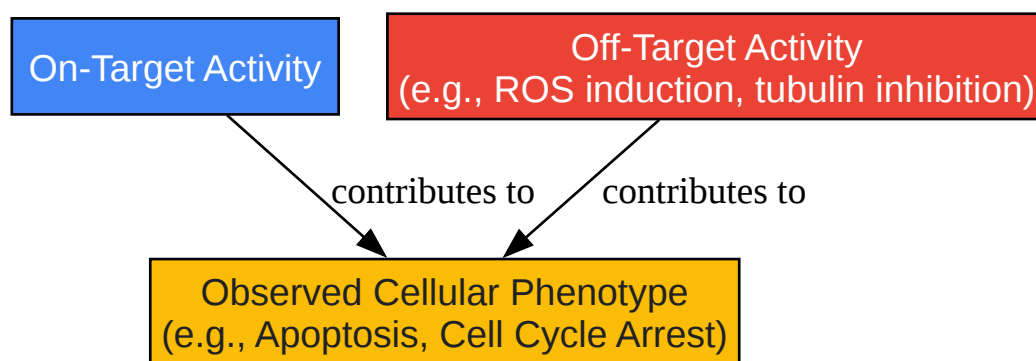 On-Target Activity
Off-Target Activity
(e.g., ROS induction, tubulin inhibition)
contributes to
contributes to
Observed Cellular Phenotype
(e.g., Apoptosis, Cell Cycle Arrest)